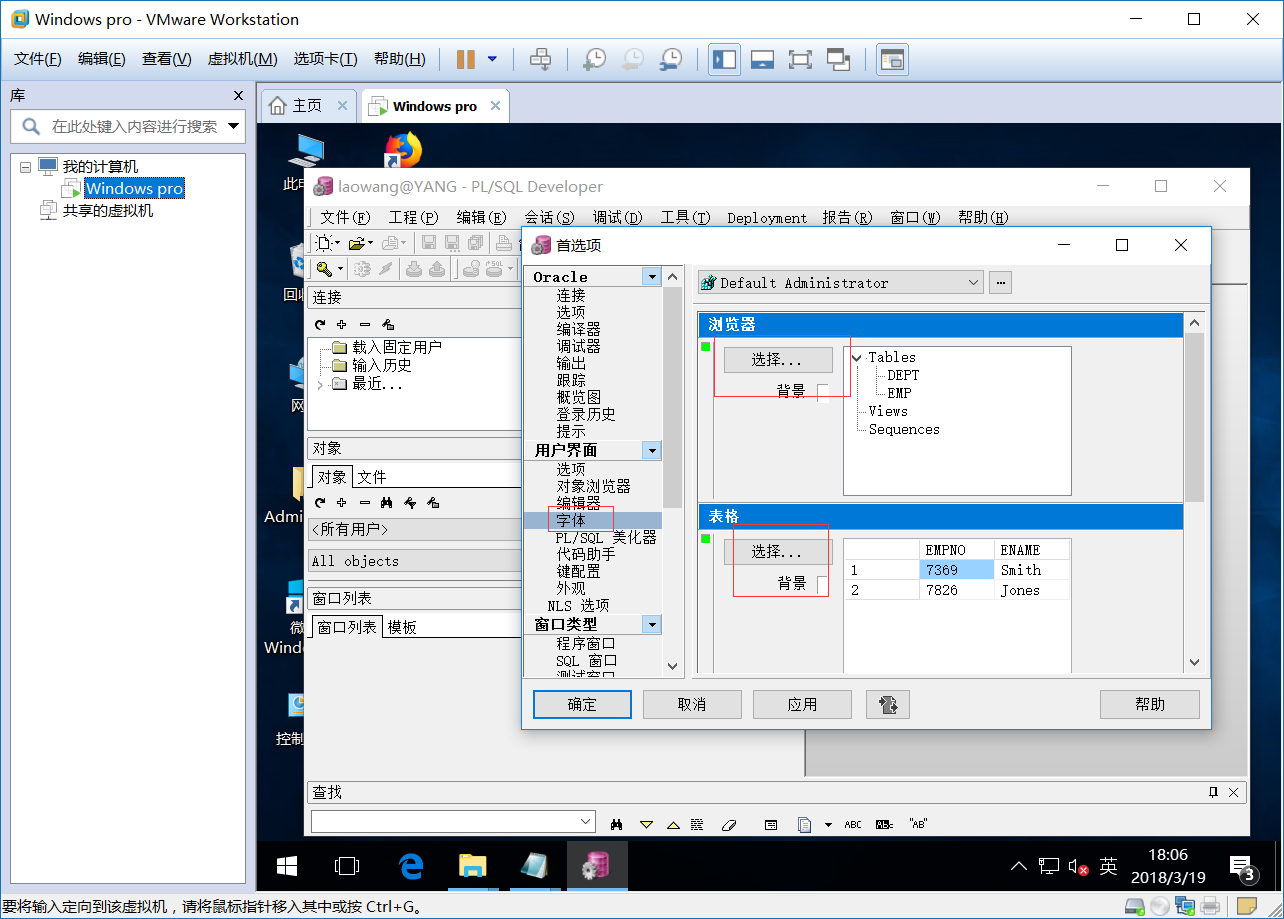 Windows pro - VMware Workstation
文件(F) 编辑(E) 查看(V) 虚拟机(M) 选项卡(T) 帮助(H)
库
主页
Windows pro
在此处键入内容进行搜索
我的计算机
Windows pro
共享的虚拟机
laowang@YANG - PL/SQL Developer
文件(F) 工程(P) 编辑(E) 会话(S) 调试(D) 工具(T) Deployment 报告(R) 窗口(W) 帮助(H)
首选项
连接
载入固定用户
输入历史
最近...
对象
对象 文件
<所有用户>
All objects
窗口列表
窗口列表 模板
Oracle
连接
选项
编译器
调试器
输出
跟踪
概览图
登录历史
提示
用户界面
选项
对象浏览器
编辑器
字体
PL/SQL 美化器
代码助手
键配置
外观
NLS 选项
窗口类型
程序窗口
SQL 窗口
测试窗口
Default Administrator
...
浏览器
选择...
背景
Tables
DEPT
EMP
Views
Sequences
表格
选择...
背景
EMPNO ENAME
1 7369 Smith
2 7826 Jones
确定 取消 应用 帮助
查找
ABC
"AB"
回收
网
Admi
微
Wind
控制
英
18:06
2018/3/19
3
要将输入定向到该虚拟机，请将鼠标指针移入其中或按 Ctrl+G。